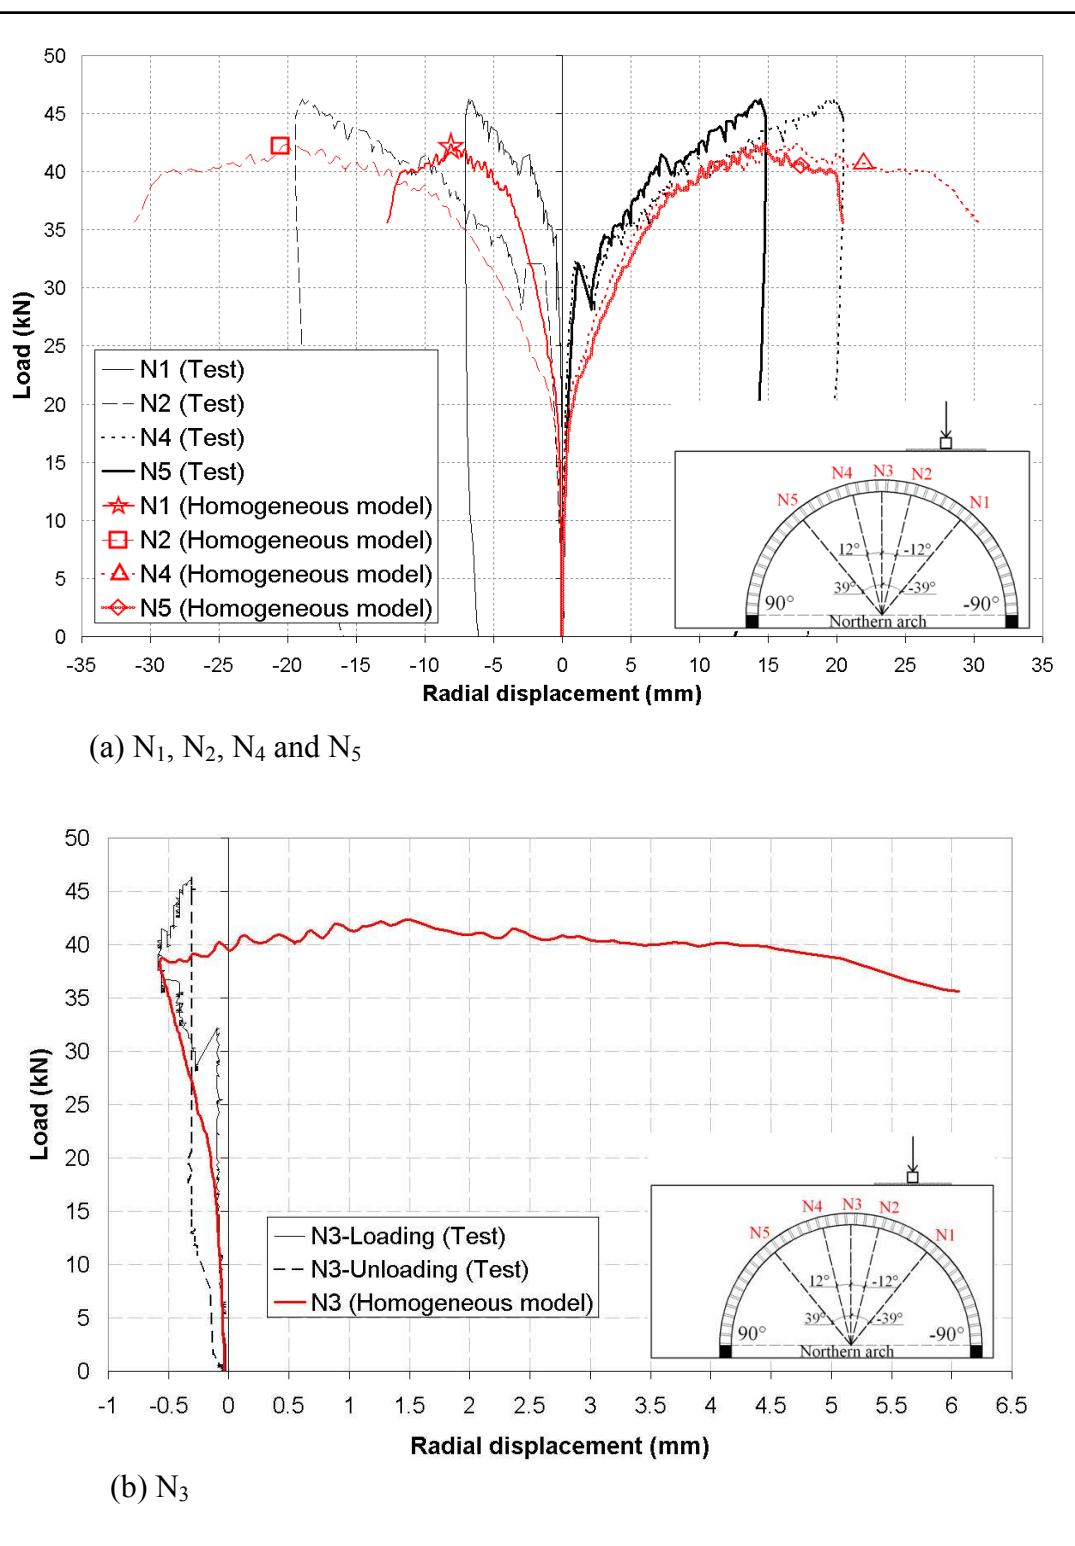 50
45
40
35
30
25
20
15
10
5
0
Load (kN)
N1 (Test)
N2 (Test)
N4 (Test)
N5 (Test)
N1 (Homogeneous model)
N2 (Homogeneous model)
N4 (Homogeneous model)
N5 (Homogeneous model)
N5 N4 N3 N2 N1
12° -12°
39° -39°
90° -90°
Northern arch
-35 -30 -25 -20 -15 -10 -5 0 5 10 15 20 25 30 35
Radial displacement (mm)
(a) N₁, N₂, N₄ and N₅
50
45
40
35
30
25
20
15
10
5
0
Load (kN)
N3-Loading (Test)
N3-Unloading (Test)
N3 (Homogeneous model)
N5 N4 N3 N2 N1
12° -12°
39° -39°
90° -90°
Northern arch
-1 -0.5 0 0.5 1 1.5 2 2.5 3 3.5 4 4.5 5 5.5 6 6.5
Radial displacement (mm)
(b) N₃